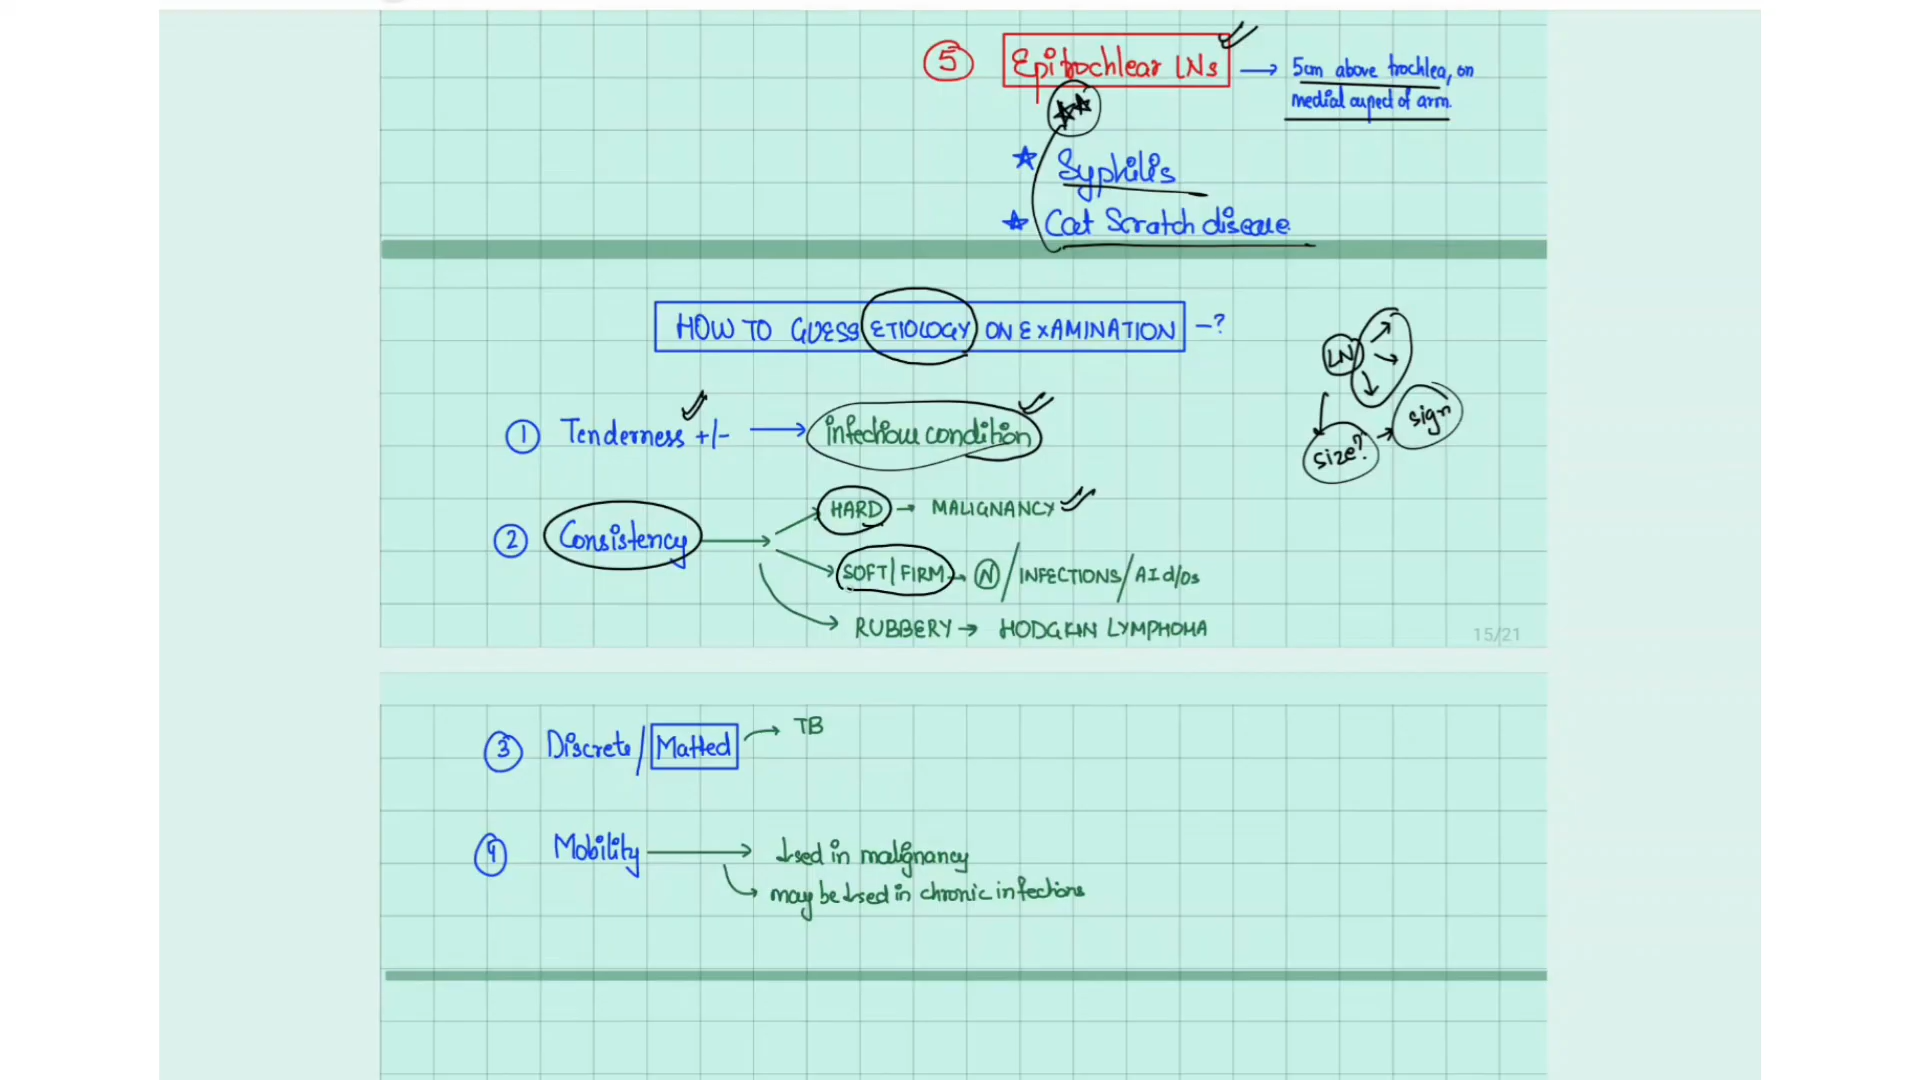 5 Epitrochlear LNs → 5cm above trochlea, on
medial aspect of arm.
Syphilis
Cat Scratch disease
HOW TO GUESS ETIOLOGY ON EXAMINATION -?
LN
size? → sign
1 Tenderness +/- → infectious condition
2 Consistency → HARD → MALIGNANCY
SOFT/FIRM → N / INFECTIONS / AI d/os
RUBBERY → HODGKIN LYMPHOMA
15/21
3 Discrete / Matted → TB
4 Mobility → ↓sed in malignancy
may be ↓sed in chronic infections